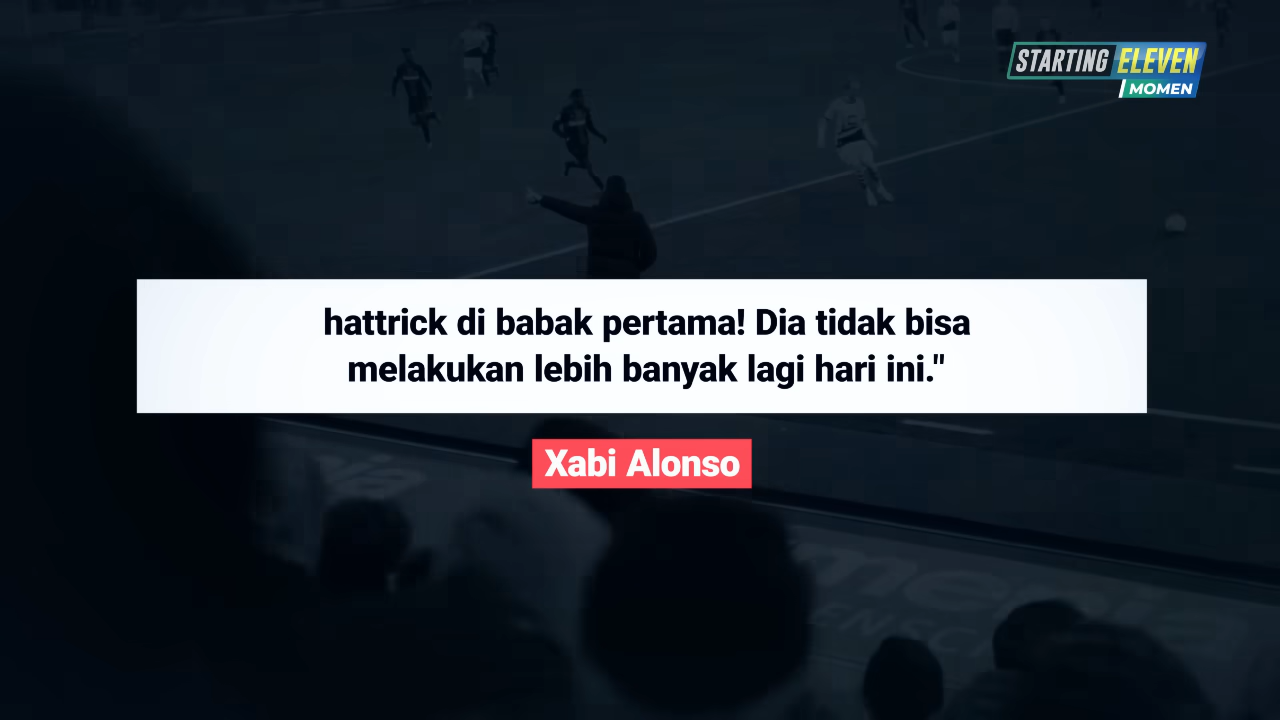 STARTING ELEVEN
MOMEN
hattrick di babak pertama! Dia tidak bisa
melakukan lebih banyak lagi hari ini."
Xabi Alonso